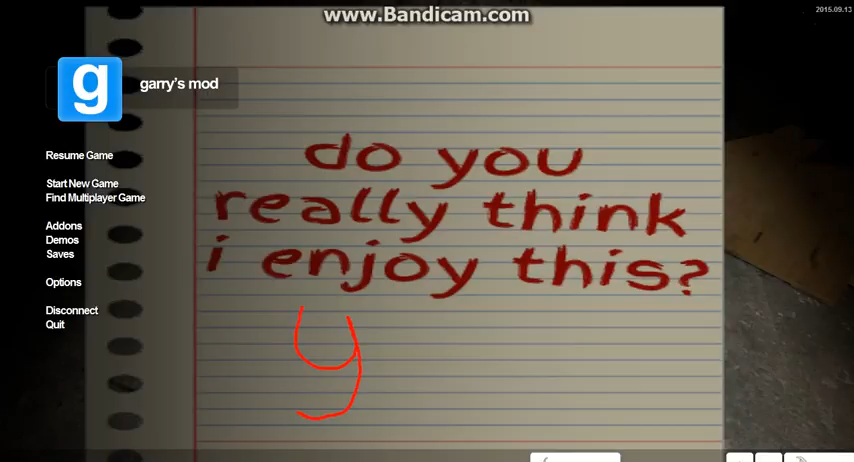 www.Bandicam.com
2015.09.13
g
garry's mod
Resume Game
Start New Game
Find Multiplayer Game
Addons
Demos
Saves
Options
Disconnect
Quit
do you
really think
i enjoy this?
y